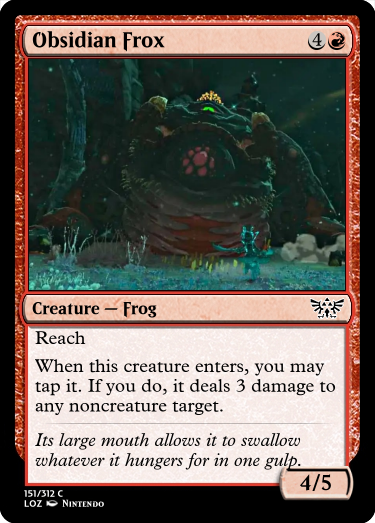 Obsidian Frox 4
Creature — Frog
Reach
When this creature enters, you may
tap it. If you do, it deals 3 damage to
any noncreature target.
Its large mouth allows it to swallow
whatever it hungers for in one gulp.
4/5
151/312 C
LOZ Nintendo